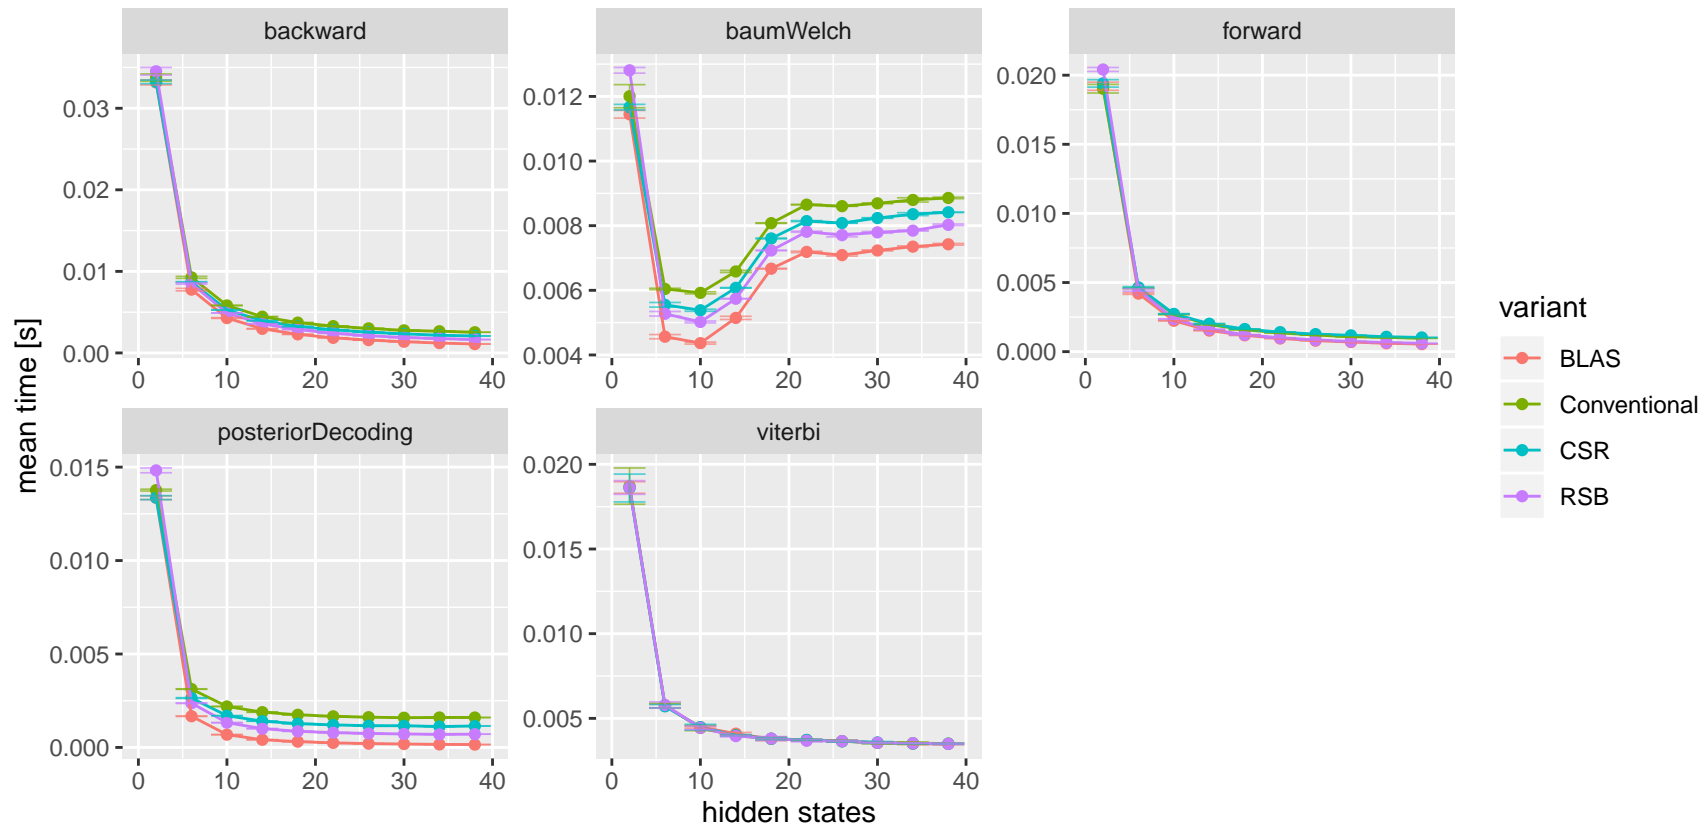 backward
baumWelch
forward
0.03
0.02
0.01
0.00
0 10 20 30 40
0.012
0.010
0.008
0.006
0.004
0 10 20 30 40
0.020
0.015
0.010
0.005
0.000
0 10 20 30 40
posteriorDecoding
viterbi
0.015
0.010
0.005
0.000
0 10 20 30 40
0.020
0.015
0.010
0.005
0 10 20 30 40
mean time [s]
hidden states
variant
BLAS
Conventional
CSR
RSB